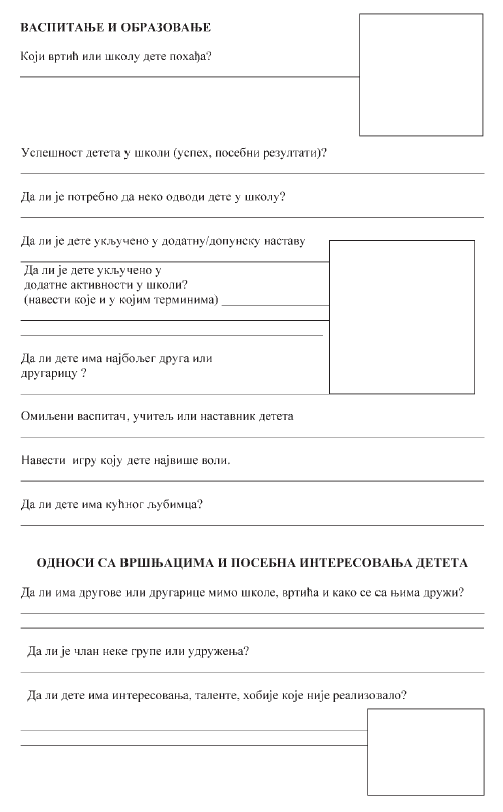 ВАСПИТАЊЕ И ОБРАЗОВАЊЕ
Који вртић или школу дете похађа?
Успешност детета у школи (успех, посебни резултати)?
Да ли је потребно да неко одводи дете у школу?
Да ли је дете укључено у додатну/допунску наставу
Да ли је дете укључено у
додатне активности у школи?
(навести које и у којим терминима)
Да ли дете има најбољег друга или
другарицу ?
Омиљени васпитач, учитељ или наставник детета
Навести игру коју дете највише воли.
Да ли дете има кућног љубимца?
ОДНОСИ СА ВРШЊАЦИМА И ПОСЕБНА ИНТЕРЕСОВАЊА ДЕТЕТА
Да ли има другове или другарице мимо школе, вртића и како се са њима дружи?
Да ли је члан неке групе или удружења?
Да ли дете има интересовања, таленте, хобије које није реализовало?